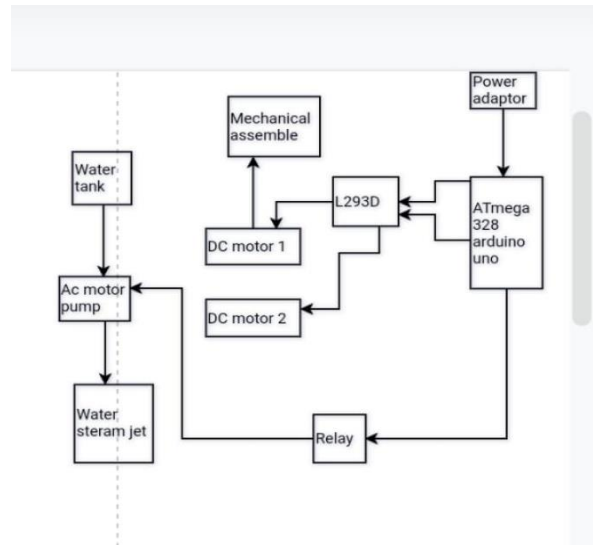 Power
adaptor
Mechanical
assemble
Water
tank
L293D
ATmega
328
arduino
uno
DC motor 1
Ac motor
pump
DC motor 2
Water
steram jet
Relay